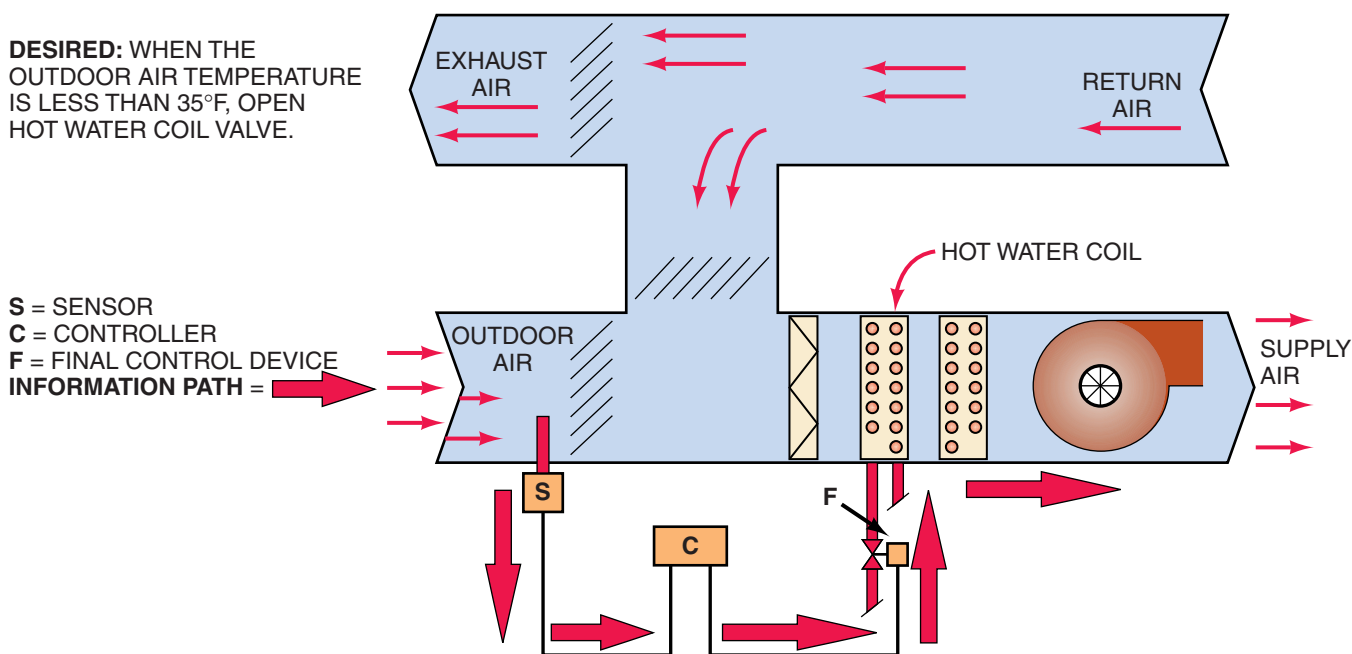 DESIRED: WHEN THE
OUTDOOR AIR TEMPERATURE
IS LESS THAN 35°F, OPEN
HOT WATER COIL VALVE.
EXHAUST
AIR
RETURN
AIR
HOT WATER COIL
S = SENSOR
C = CONTROLLER
F = FINAL CONTROL DEVICE
INFORMATION PATH =
OUTDOOR
AIR
SUPPLY
AIR
S
C
F